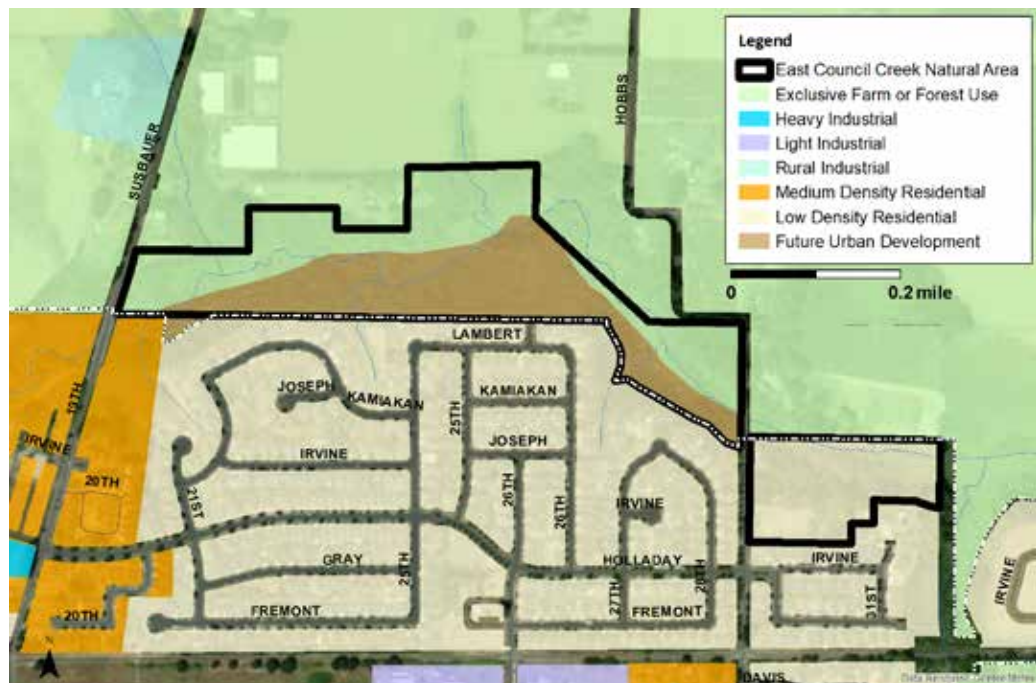 Legend
East Council Creek Natural Area
Exclusive Farm or Forest Use
Heavy Industrial
Light Industrial
Rural Industrial
Medium Density Residential
Low Density Residential
Future Urban Development
0 0.2 mile
HOBBS
SUSBAUER
LAMBERT
JOSEPH
KAMIAKAN
KAMIAKAN
25TH
19TH
JOSEPH
IRVINE
IRVINE
20TH
21ST
26TH
26TH
IRVINE
GRAY
HOLLADAY
IRVINE
IRVINE
25TH
27TH
28TH
31ST
FREMONT
FREMONT
20TH
N
DAVIS